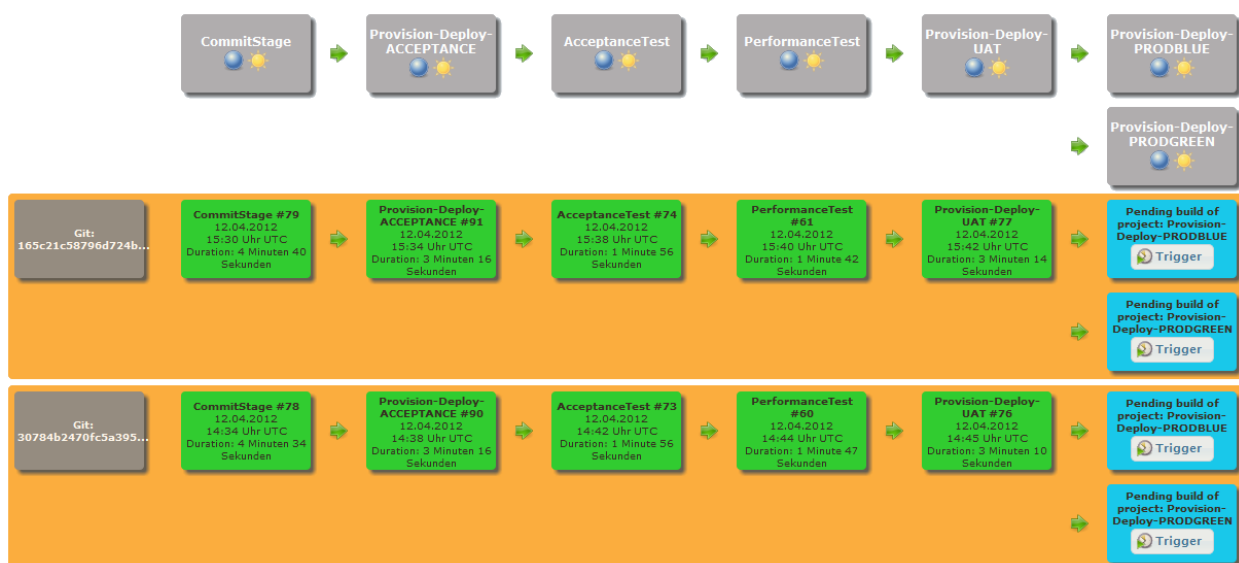 CommitStage
Provision-Deploy-
ACCEPTANCE
AcceptanceTest
PerformanceTest
Provision-Deploy-
UAT
Provision-Deploy-
PRODBLUE
Provision-Deploy-
PRODGREEN
Git:
165c21c58796d724b...
CommitStage #79
12.04.2012
15:30 Uhr UTC
Duration: 4 Minuten 40
Sekunden
Provision-Deploy-
ACCEPTANCE #91
12.04.2012
15:34 Uhr UTC
Duration: 3 Minuten 16
Sekunden
AcceptanceTest #74
12.04.2012
15:38 Uhr UTC
Duration: 1 Minute 56
Sekunden
PerformanceTest
#61
12.04.2012
15:40 Uhr UTC
Duration: 1 Minute 42
Sekunden
Provision-Deploy-
UAT #77
12.04.2012
15:42 Uhr UTC
Duration: 3 Minuten 14
Sekunden
Pending build of
project: Provision-
Deploy-PRODBLUE
Trigger
Pending build of
project: Provision-
Deploy-PRODGREEN
Trigger
Git:
30784b2470fc5a395...
CommitStage #78
12.04.2012
14:34 Uhr UTC
Duration: 4 Minuten 34
Sekunden
Provision-Deploy-
ACCEPTANCE #90
12.04.2012
14:38 Uhr UTC
Duration: 3 Minuten 16
Sekunden
AcceptanceTest #73
12.04.2012
14:42 Uhr UTC
Duration: 1 Minute 56
Sekunden
PerformanceTest
#60
12.04.2012
14:44 Uhr UTC
Duration: 1 Minute 47
Sekunden
Provision-Deploy-
UAT #76
12.04.2012
14:45 Uhr UTC
Duration: 3 Minuten 10
Sekunden
Pending build of
project: Provision-
Deploy-PRODBLUE
Trigger
Pending build of
project: Provision-
Deploy-PRODGREEN
Trigger